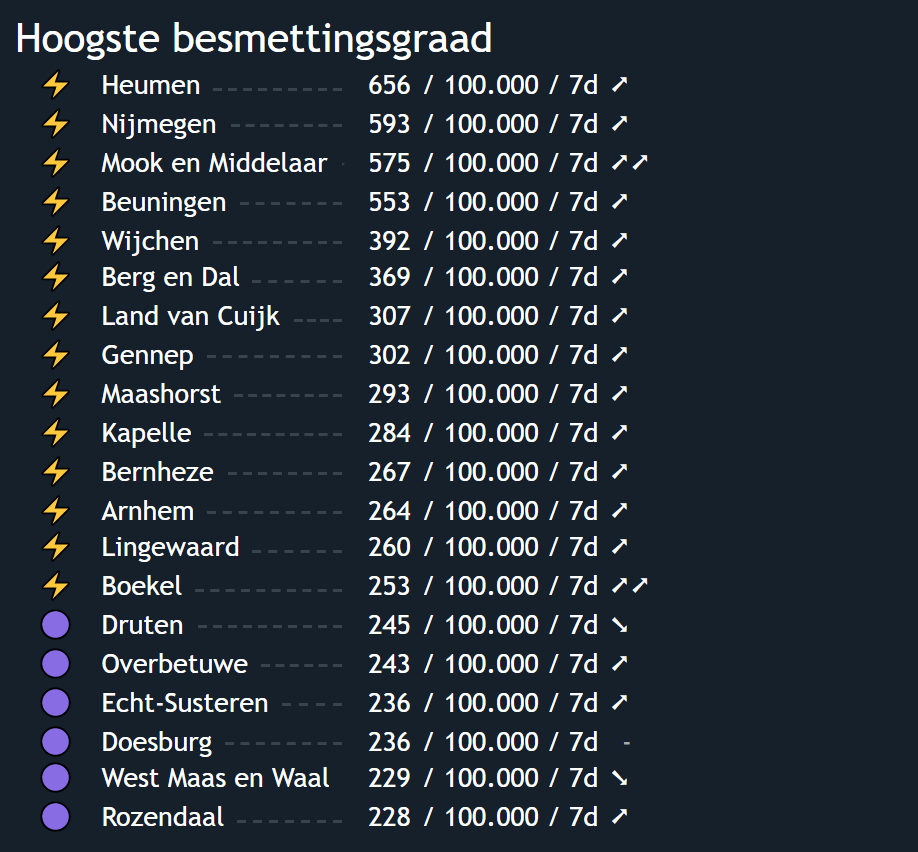 Hoogste besmettingsgraad
⚡ Heumen 656 / 100.000 / 7d ➚
⚡ Nijmegen 593 / 100.000 / 7d ➚
⚡ Mook en Middelaar 575 / 100.000 / 7d ➚➚
⚡ Beuningen 553 / 100.000 / 7d ➚
⚡ Wijchen 392 / 100.000 / 7d ➚
⚡ Berg en Dal 369 / 100.000 / 7d ➚
⚡ Land van Cuijk 307 / 100.000 / 7d ➚
⚡ Gennep 302 / 100.000 / 7d ➚
⚡ Maashorst 293 / 100.000 / 7d ➚
⚡ Kapelle 284 / 100.000 / 7d ➚
⚡ Bernheze 267 / 100.000 / 7d ➚
⚡ Arnhem 264 / 100.000 / 7d ➚
⚡ Lingewaard 260 / 100.000 / 7d ➚
⚡ Boekel 253 / 100.000 / 7d ➚➚
🟣 Druten 245 / 100.000 / 7d ➘
🟣 Overbetuwe 243 / 100.000 / 7d ➚
🟣 Echt-Susteren 236 / 100.000 / 7d ➚
🟣 Doesburg 236 / 100.000 / 7d -
🟣 West Maas en Waal 229 / 100.000 / 7d ➘
🟣 Rozendaal 228 / 100.000 / 7d ➚